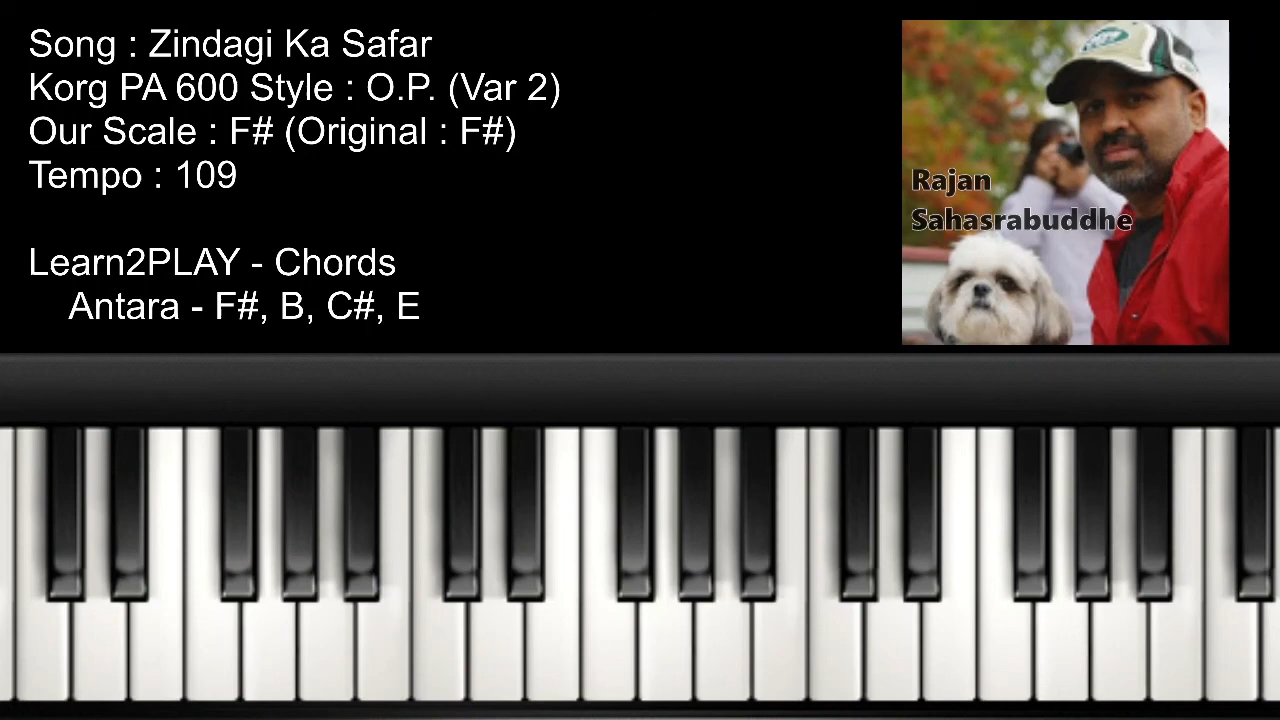 Song : Zindagi Ka Safar
Korg PA 600 Style : O.P. (Var 2)
Our Scale : F# (Original : F#)
Tempo : 109
Learn2PLAY - Chords
Antara - F#, B, C#, E
Rajan
Sahasrabuddhe